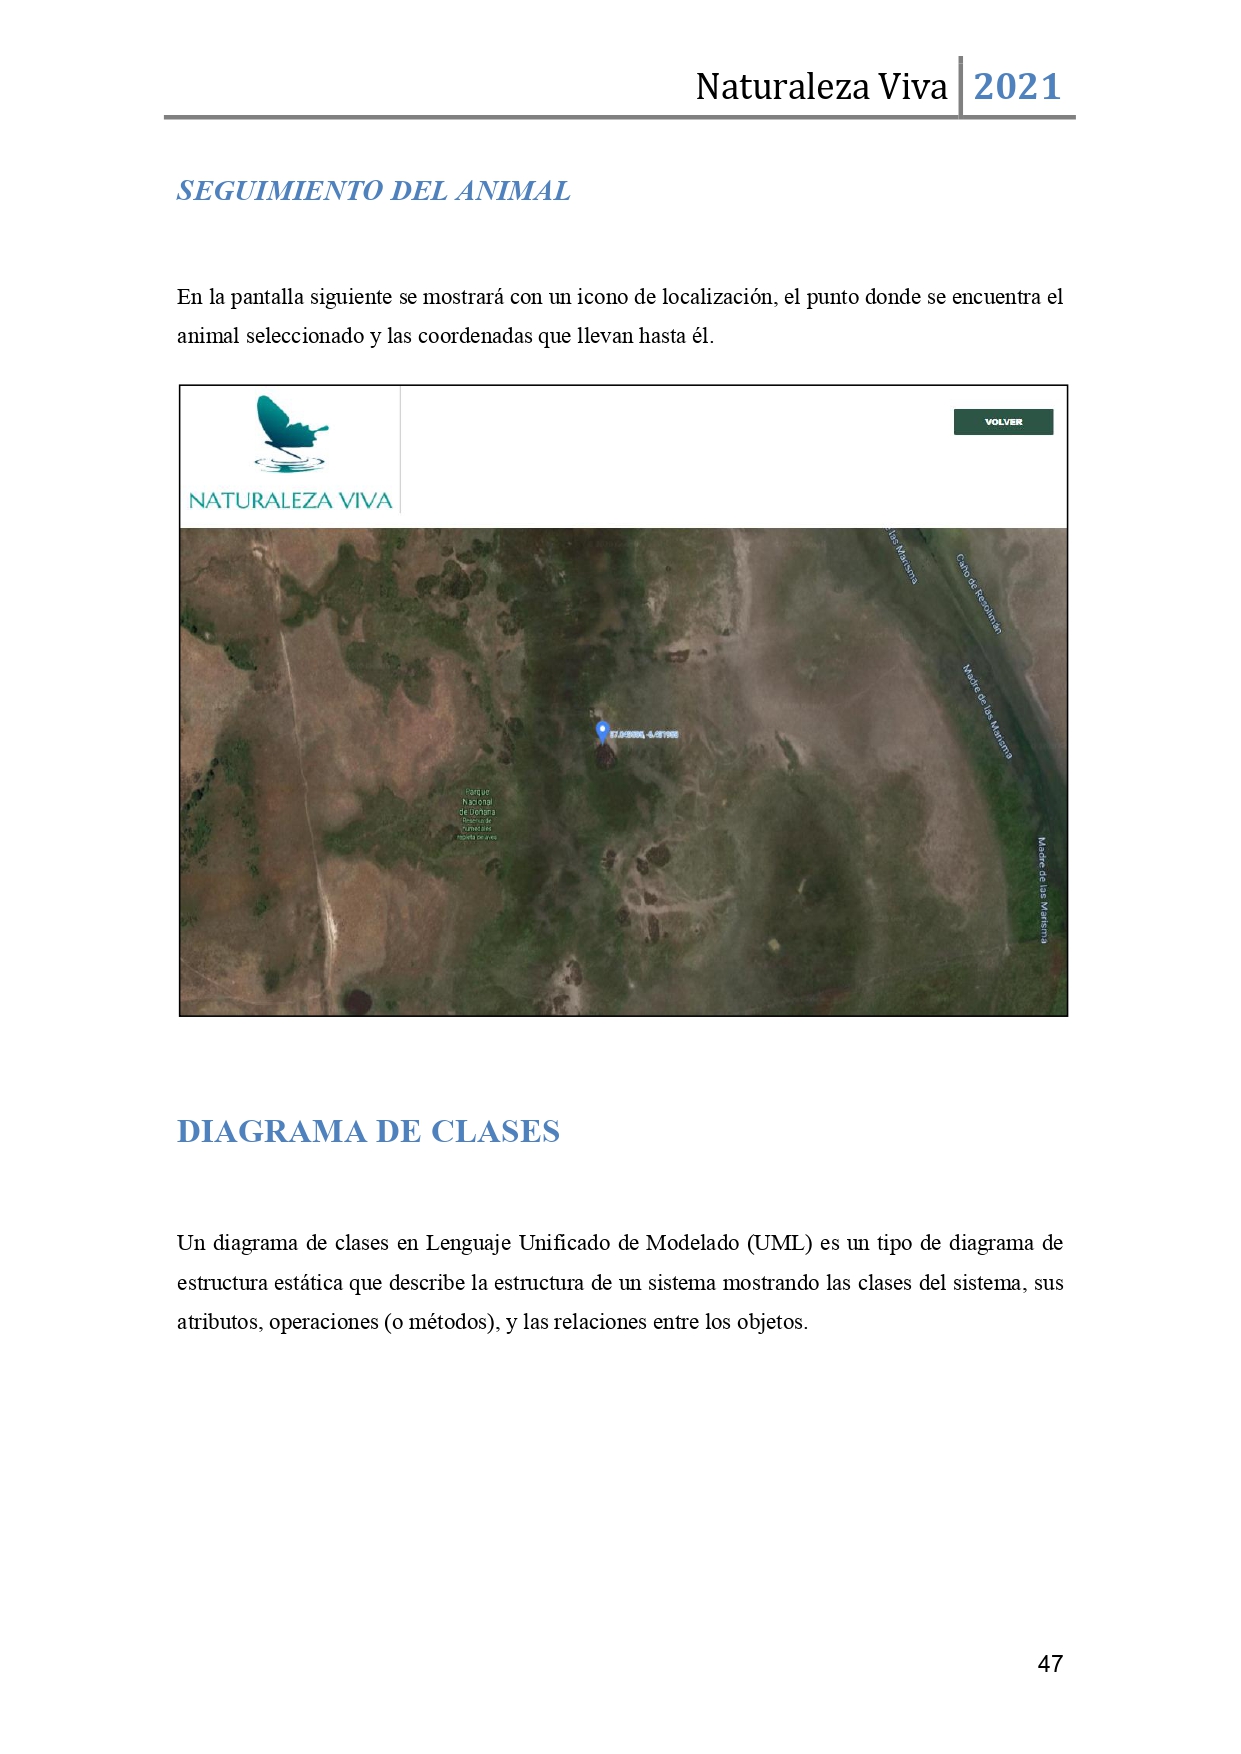 Naturaleza Viva 2021
SEGUIMIENTO DEL ANIMAL
En la pantalla siguiente se mostrará con un icono de localización, el punto donde se encuentra el
animal seleccionado y las coordenadas que llevan hasta él.
VOLVER
NATURALEZA VIVA
e las Marisma
Caño de Resolimán
Madre de las Marisma
Parque
Nacional
de Doñana
Reserva de
humedales
repleta de aves
Madre de las Marisma
DIAGRAMA DE CLASES
Un diagrama de clases en Lenguaje Unificado de Modelado (UML) es un tipo de diagrama de
estructura estática que describe la estructura de un sistema mostrando las clases del sistema, sus
atributos, operaciones (o métodos), y las relaciones entre los objetos.
47